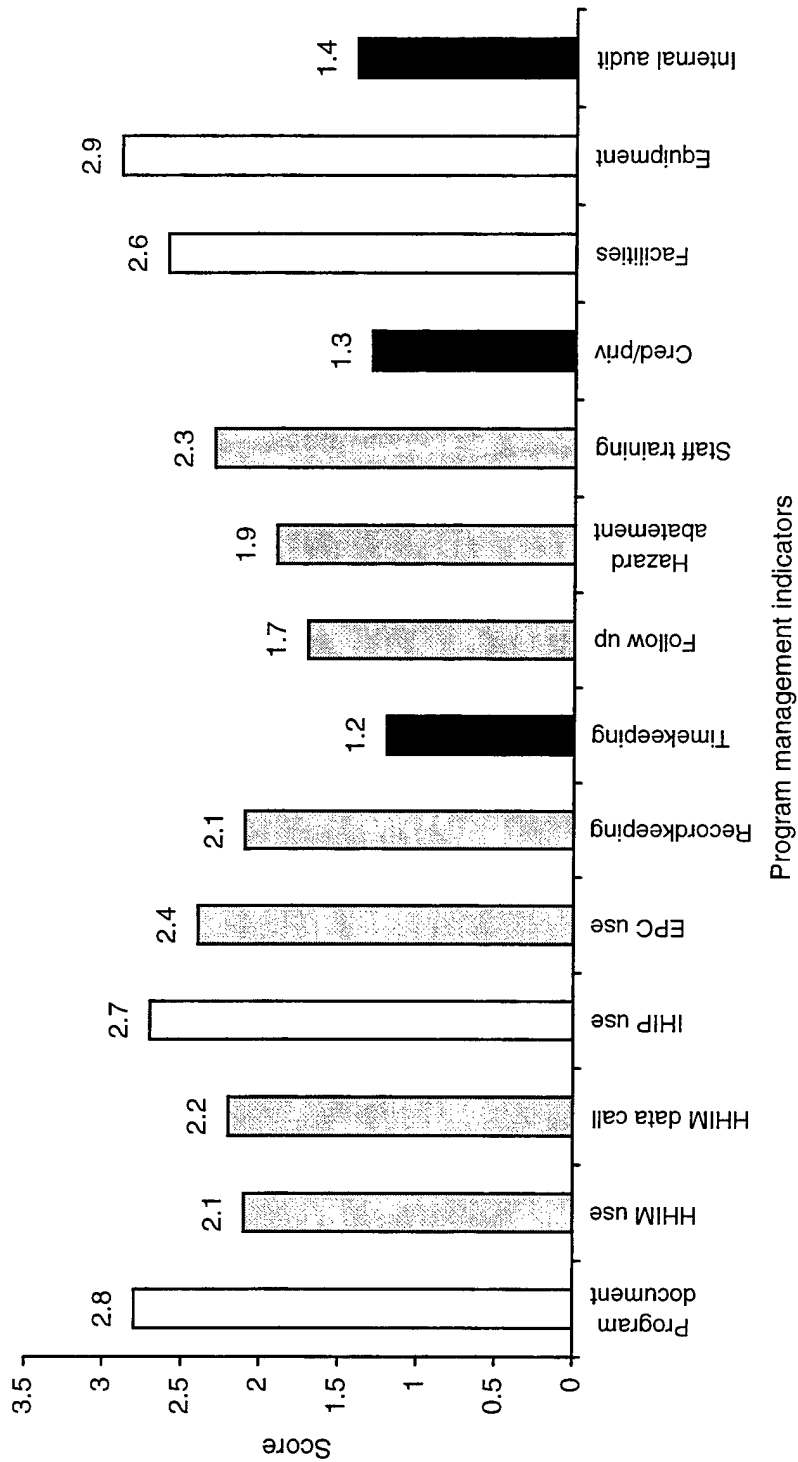 Score
3.5
3
2.5
2
1.5
1
0.5
0
2.8
2.1
2.2
2.7
2.4
2.1
1.2
1.7
1.9
2.3
1.3
2.6
2.9
1.4
Program
document
HHIM use
HHIM data call
IHIP use
EPC use
Recordkeeping
Timekeeping
Follow up
Hazard
abatement
Staff training
Cred/priv
Facilities
Equipment
Internal audit
Program management indicators